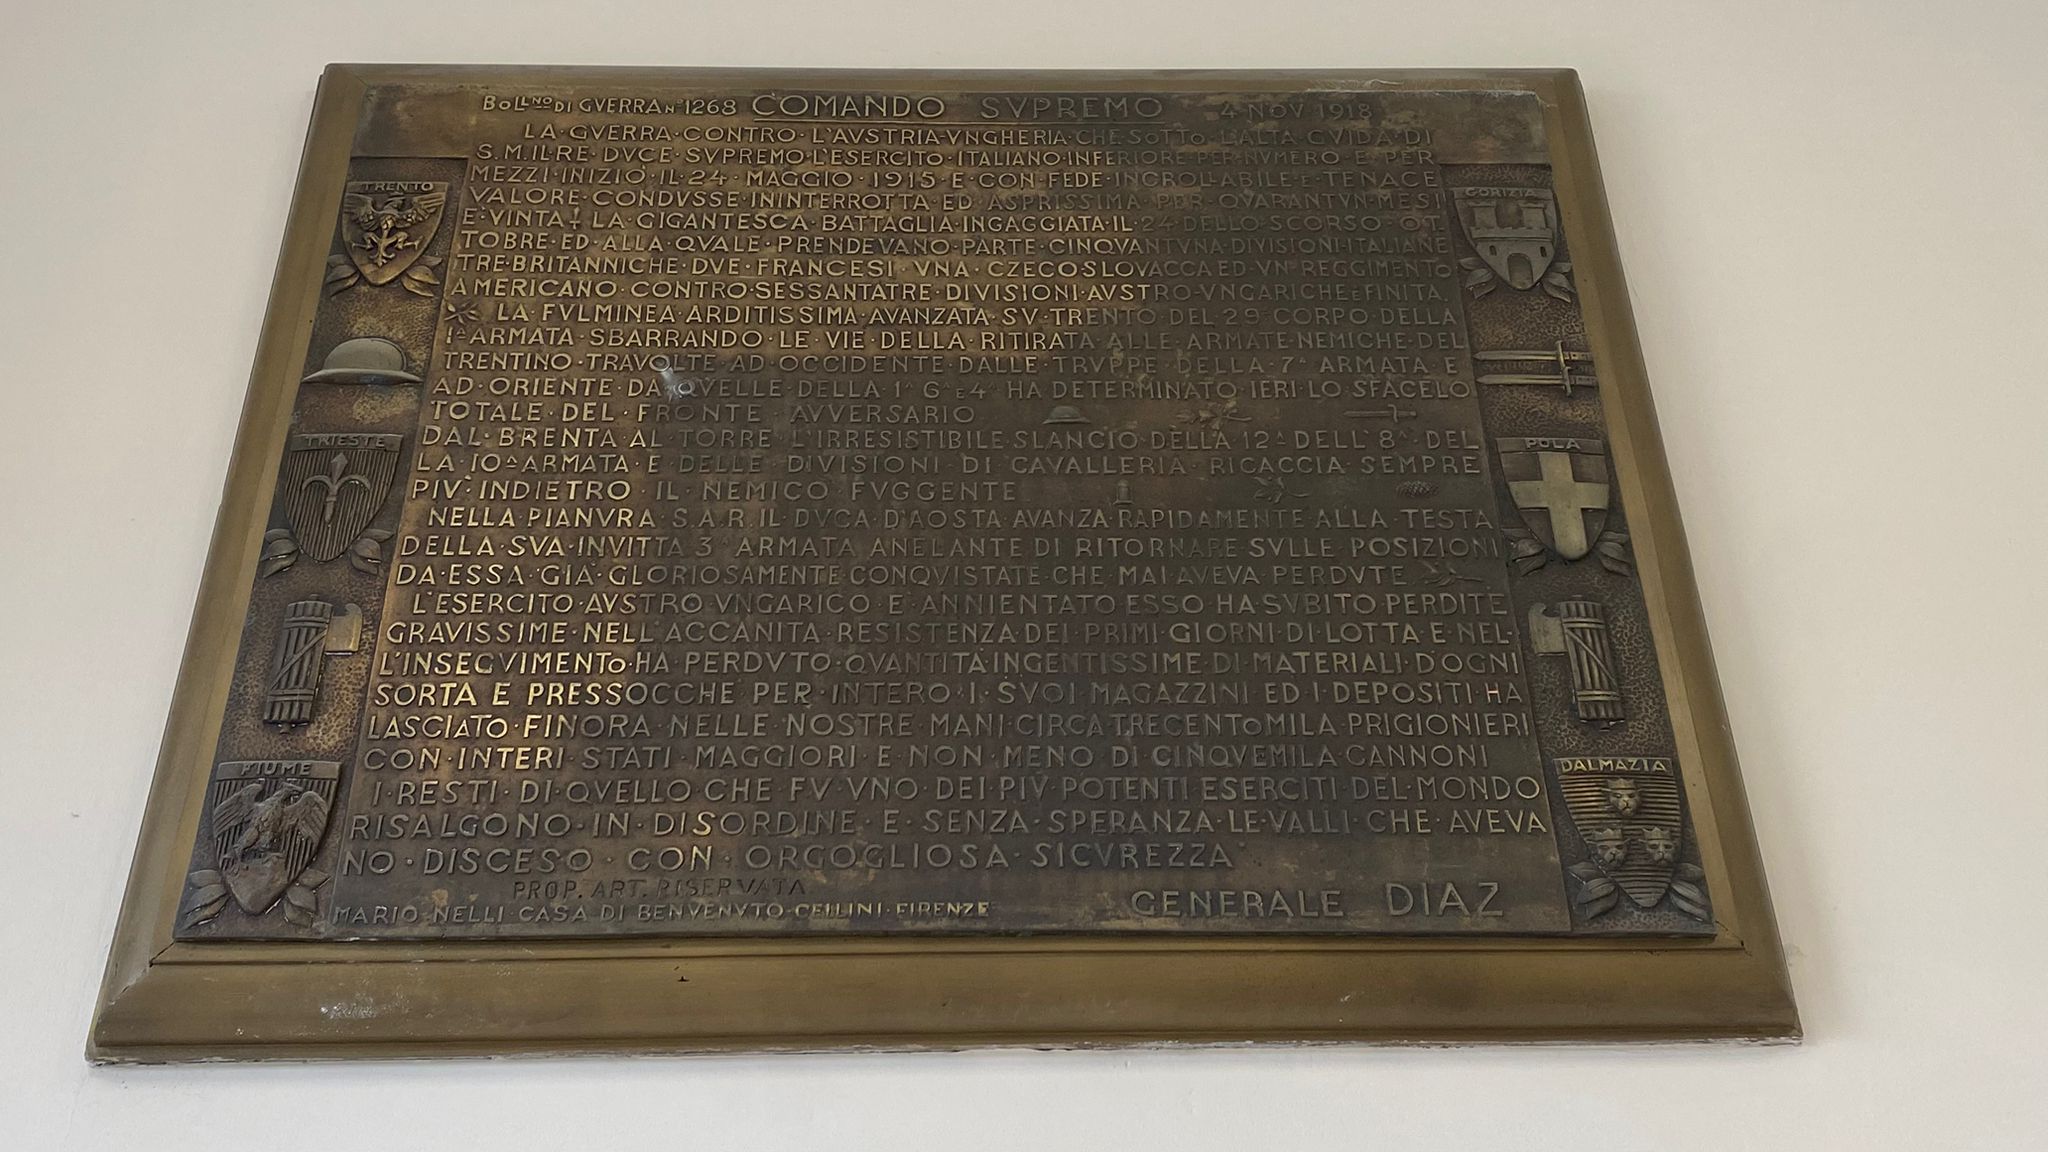 BOLLNO DI GVERRA No 1268 COMANDO SVPREMO 4 NOV 1918
LA·GVERRA·CONTRO·L'AVSTRIA·VNGHERIA·CHE·SOTTO·L'ALTA·GVIDA·DI
S.M.IL RE·DVCE·SVPREMO·L'ESERCITO·ITALIANO·INFERIORE·PER·NVMERO·E·PER
MEZZI·INIZIÒ·IL·24·MAGGIO·1915·E·CON·FEDE·INCROLLABILE·E·TENACE
VALORE·CONDVSSE·ININTERROTTA·ED·ASPRISSIMA·PER·QVARANTVN·MESI
E'·VINTA·LA·GIGANTESCA·BATTAGLIA·INGAGGIATA·IL·24·DELLO·SCORSO·OT
TOBRE·ED·ALLA·QVALE·PRENDEVANO·PARTE·CINQVANTVNA·DIVISIONI·ITALIANE
TRE·BRITANNICHE·DVE·FRANCESI·VNA·CZECOSLOVACCA ED·VN·REGGIMENTO
AMERICANO·CONTRO·SESSANTATRE·DIVISIONI·AVSTRO·VNGARICHE·È·FINITA.
LA·FVLMINEA·ARDITISSIMA·AVANZATA·SV·TRENTO·DEL·29°·CORPO·DELLA
1ª·ARMATA·SBARRANDO·LE·VIE·DELLA·RITIRATA·ALLE·ARMATE·NEMICHE·DEL
TRENTINO·TRAVOLTE·AD·OCCIDENTE·DALLE·TRVPPE·DELLA·7ª·ARMATA·E
AD·ORIENTE·DA·QVELLE·DELLA·1ª 6ª E 4ª·HA·DETERMINATO·IERI·LO·SFACELO
TOTALE·DEL·FRONTE·AVVERSARIO
DAL·BRENTA·AL·TORRE·L'IRRESISTIBILE·SLANCIO·DELLA·12ª·DELL'8ª·DEL
LA·10ª·ARMATA·E·DELLE·DIVISIONI·DI·CAVALLERIA·RICACCIA·SEMPRE
PIV'·INDIETRO·IL·NEMICO·FVGGENTE
NELLA·PIANVRA·S.A.R.IL·DVCA·D'AOSTA·AVANZA·RAPIDAMENTE·ALLA·TESTA
DELLA·SVA·INVITTA·3ª·ARMATA·ANELANTE·DI·RITORNARE·SVLLE·POSIZIONI
DA·ESSA·GIÀ·GLORIOSAMENTE·CONQVISTATE·CHE·MAI·AVEVA·PERDVTE
L'ESERCITO·AVSTRO·VNGARICO·E'·ANNIENTATO·ESSO·HA·SVBITO·PERDITE
GRAVISSIME·NELL'ACCANITA·RESISTENZA·DEI·PRIMI·GIORNI·DI·LOTTA·E·NEL·
L'INSEGVIMENTO·HA·PERDVTO·QVANTITÀ·INGENTISSIME·DI·MATERIALI·D'OGNI
SORTA E PRESSOCCHE PER·INTERO·I·SVOI·MAGAZZINI ED I DEPOSITI·HA
LASCIATO·FINORA·NELLE·NOSTRE·MANI·CIRCA·TRECENTOMILA·PRIGIONIERI
CON·INTERI·STATI·MAGGIORI·E·NON·MENO·DI·CINQVEMILA·CANNONI
I·RESTI·DI·QVELLO·CHE·FV·VNO·DEI·PIV'·POTENTI·ESERCITI·DEL·MONDO
RISALGONO·IN·DISORDINE·E·SENZA·SPERANZA·LE·VALLI·CHE·AVEVA
NO·DISCESO·CON·ORGOGLIOSA·SICVREZZA
GENERALE DIAZ
PROP. ART. RISERVATA
MARIO·NELLI·CASA DI BENVENVTO·CELLINI·FIRENZE
TRENTO
TRIESTE
FIUME
GORIZIA
POLA
DALMAZIA